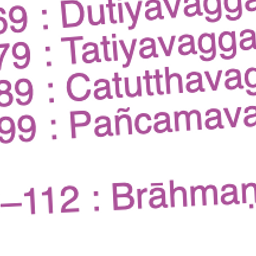 69 : Dutiyavagga
79 : Tatiyavagga
89 : Catutthavag
99 : Pañcamava
–112 : Brāhmaṇ